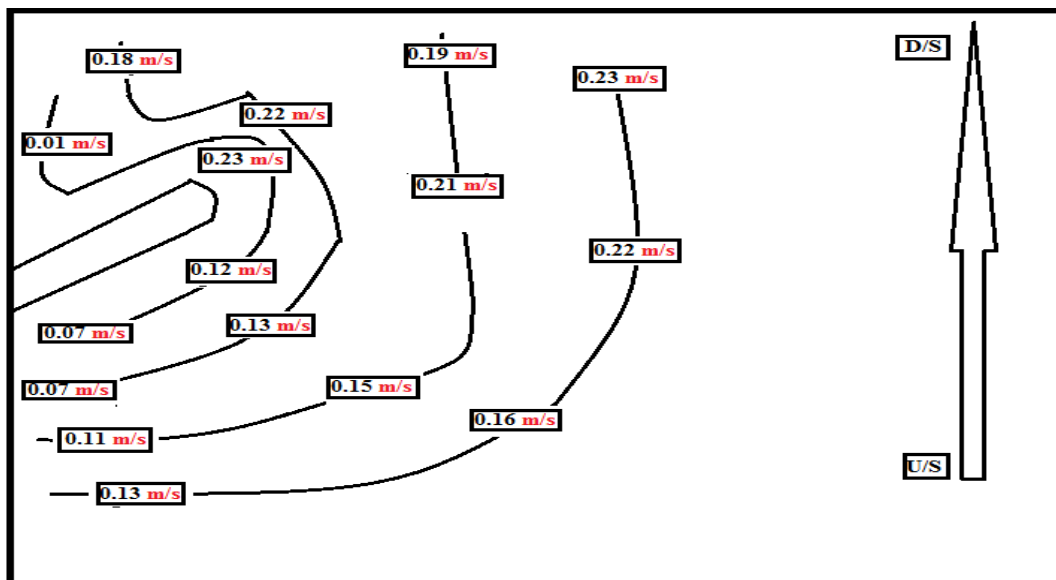 0.18 m/s
0.19 m/s
D/S
0.23 m/s
0.22 m/s
0.01 m/s
0.23 m/s
0.21 m/s
0.22 m/s
0.12 m/s
0.13 m/s
0.07 m/s
0.07 m/s
0.15 m/s
0.16 m/s
0.11 m/s
U/S
0.13 m/s